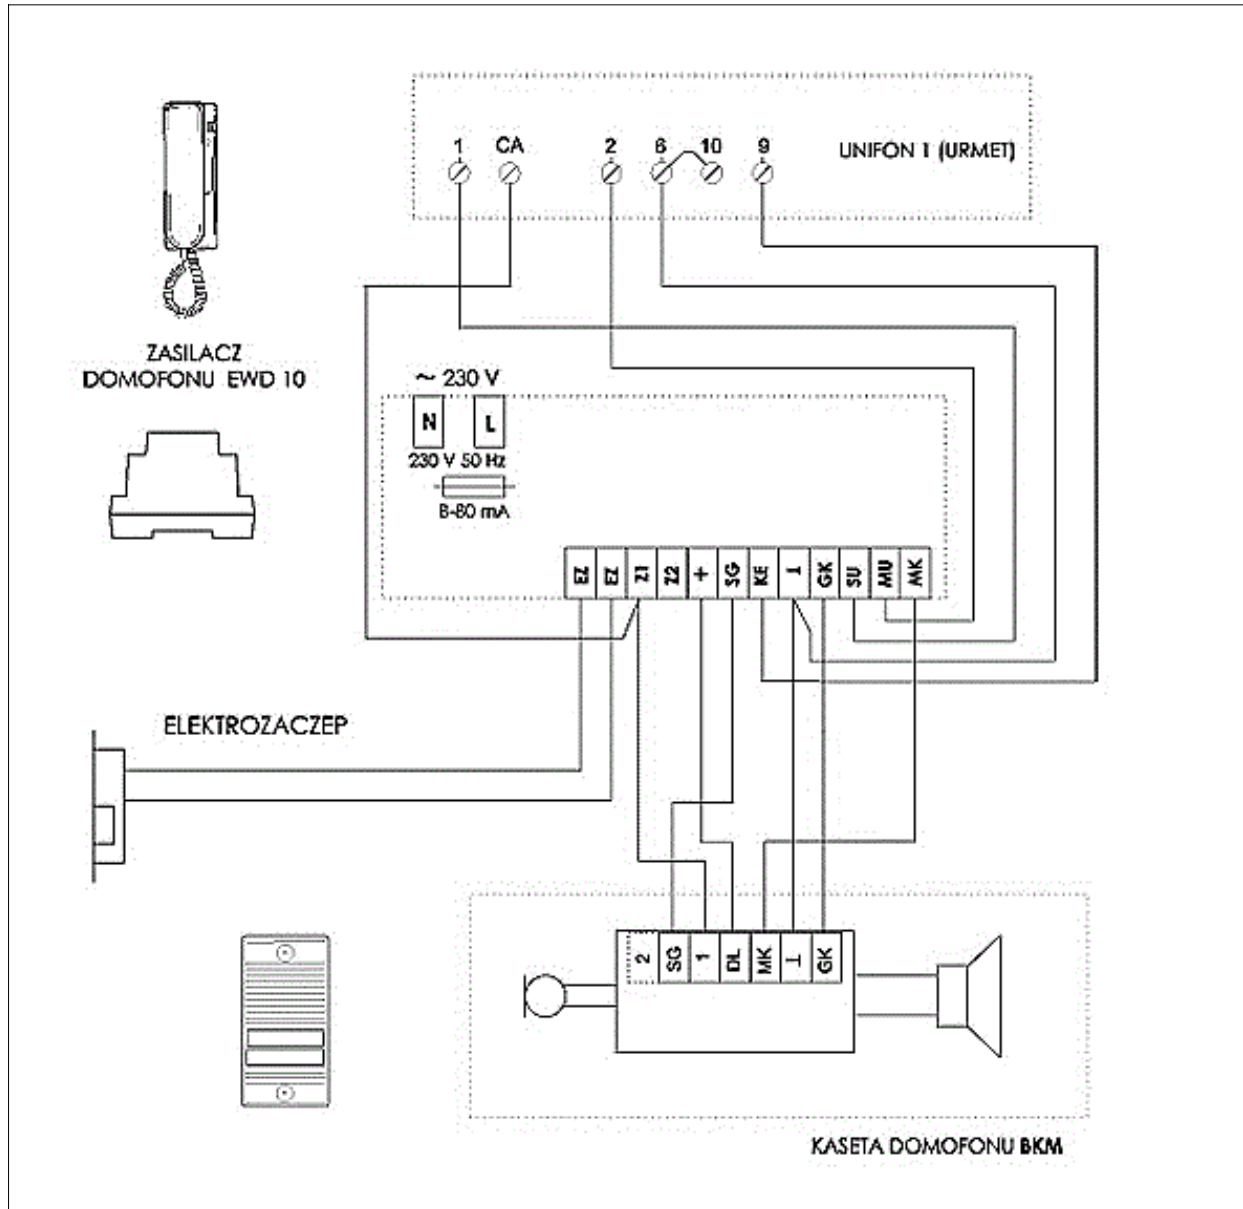 1 CA 2 6 10 9
UNIFON 1 (URMET)
ZASILACZ
DOMOFONU EWD 10
~ 230 V
N L
230 V 50 Hz
B-80 mA
EZ EZ Z1 Z2 + SG KE ⊥ GK SU MU MK
ELEKTROZACZEP
2 SG 1 DL MK ⊥ GK
KASETA DOMOFONU BKM